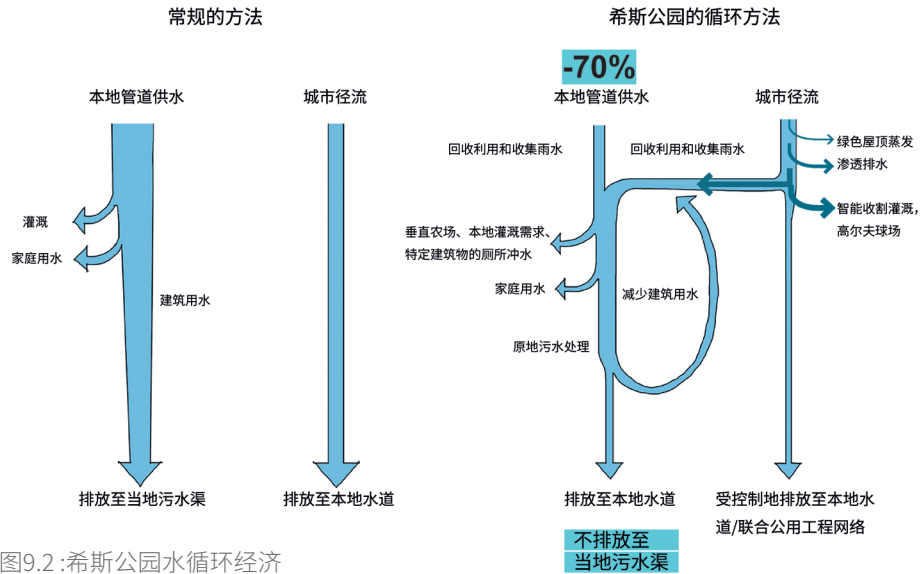 常规的方法
希斯公园的循环方法
-70%
本地管道供水
城市径流
本地管道供水
城市径流
回收利用和收集雨水
回收利用和收集雨水
绿色屋顶蒸发
渗透排水
智能收割灌溉，
高尔夫球场
灌溉
家庭用水
建筑用水
垂直农场、本地灌溉需求、
特定建筑物的厕所冲水
家庭用水
减少建筑用水
原地污水处理
排放至当地污水渠
排放至本地水道
排放至本地水道
受控制地排放至本地水
道/联合公用工程网络
不排放至
当地污水渠
图9.2 :希斯公园水循环经济